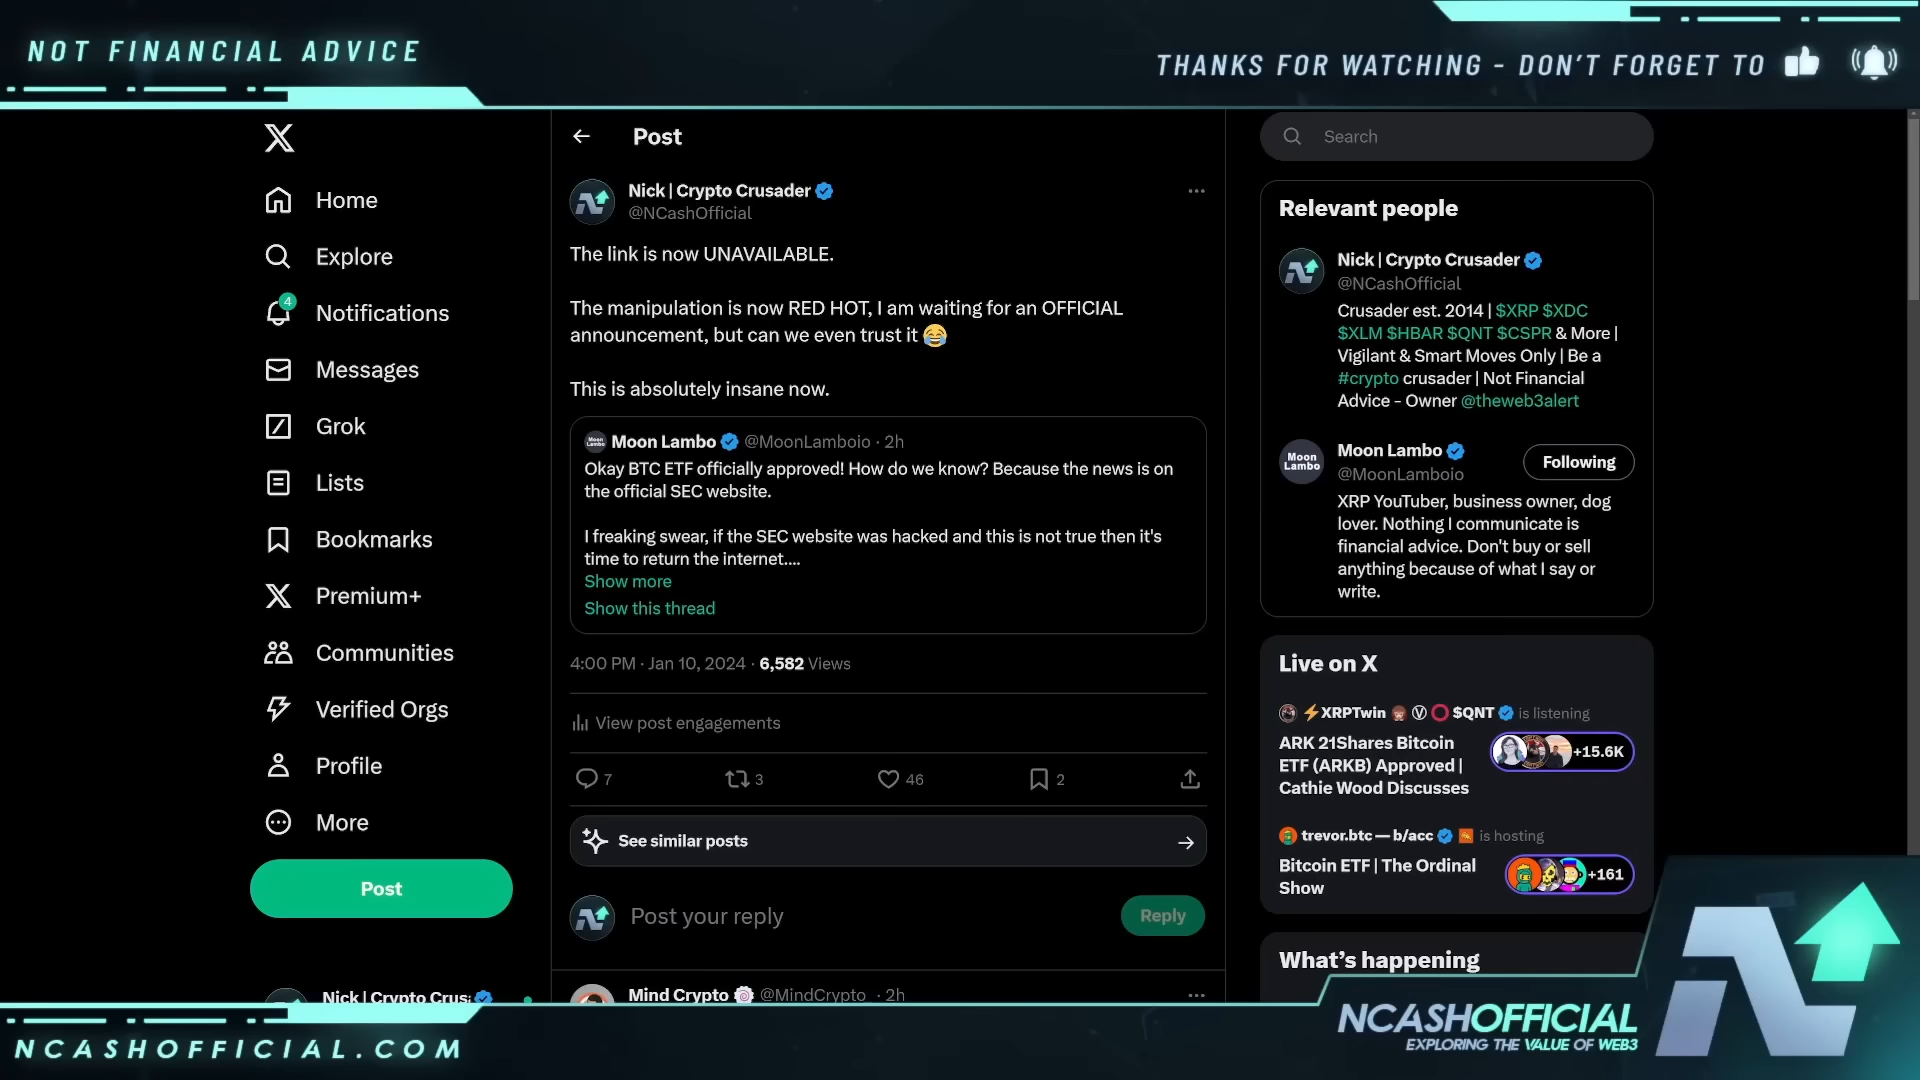 NOT FINANCIAL ADVICE
THANKS FOR WATCHING - DON'T FORGET TO
Home
Explore
4
Notifications
Messages
Grok
Lists
Bookmarks
Premium+
Communities
Verified Orgs
Profile
More
Post
Nick | Crypto Crus
Post
Nick | Crypto Crusader
@NCashOfficial
The link is now UNAVAILABLE.
The manipulation is now RED HOT, I am waiting for an OFFICIAL
announcement, but can we even trust it 😂
This is absolutely insane now.
Moon Lambo @MoonLamboio · 2h
Okay BTC ETF officially approved! How do we know? Because the news is on
the official SEC website.
I freaking swear, if the SEC website was hacked and this is not true then it's
time to return the internet....
Show more
Show this thread
4:00 PM · Jan 10, 2024 · 6,582 Views
View post engagements
7 3 46 2
See similar posts
Post your reply
Reply
Mind Crypto @MindCrypto · 2h
Search
Relevant people
Nick | Crypto Crusader
@NCashOfficial
Crusader est. 2014 | $XRP $XDC
$XLM $HBAR $QNT $CSPR & More |
Vigilant & Smart Moves Only | Be a
#crypto crusader | Not Financial
Advice - Owner @theweb3alert
Moon Lambo
Moon
Lambo
@MoonLamboio
Following
XRP YouTuber, business owner, dog
lover. Nothing I communicate is
financial advice. Don't buy or sell
anything because of what I say or
write.
Live on X
⚡XRPTwin $QNT is listening
ARK 21Shares Bitcoin
ETF (ARKB) Approved |
Cathie Wood Discusses
+15.6K
trevor.btc — b/acc is hosting
Bitcoin ETF | The Ordinal
Show
+161
What's happening
NCASHOFFICIAL.COM
NCASHOFFICIAL
EXPLORING THE VALUE OF WEB3